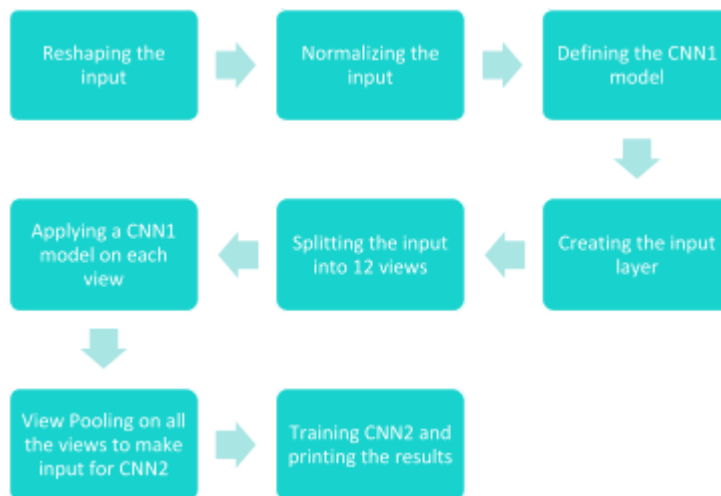 Reshaping the
input
Normalizing the
input
Defining the CNN1
model
Creating the input
layer
Splitting the input
into 12 views
Applying a CNN1
model on each
view
View Pooling on all
the views to make
input for CNN2
Training CNN2 and
printing the results